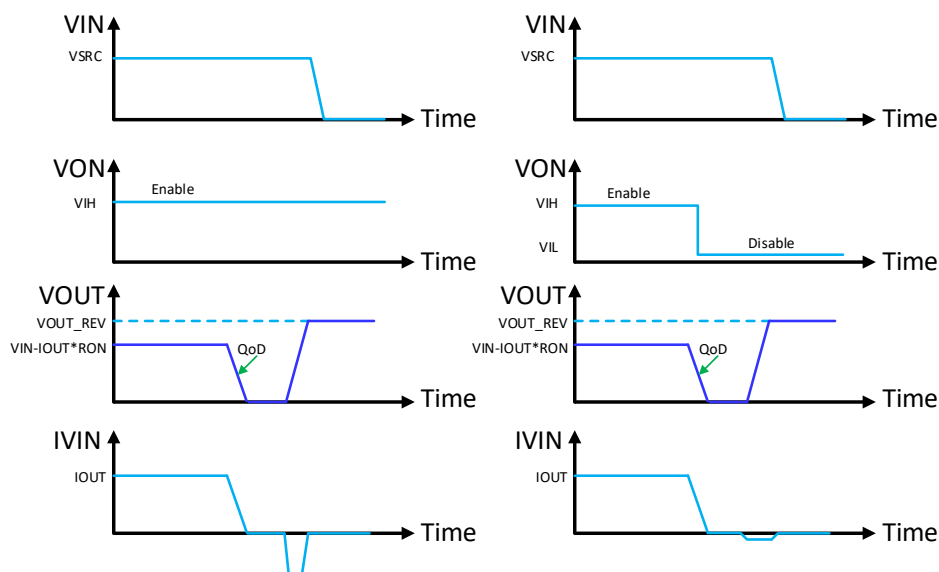 VIN
VSRC
Time
VON
Enable
VIH
Time
VOUT
VOUT_REV
VIN-IOUT*RON
QoD
Time
IVIN
IOUT
Time
VIN
VSRC
Time
VON
VIH
Enable
VIL
Disable
Time
VOUT
VOUT_REV
VIN-IOUT*RON
QoD
Time
IVIN
IOUT
Time